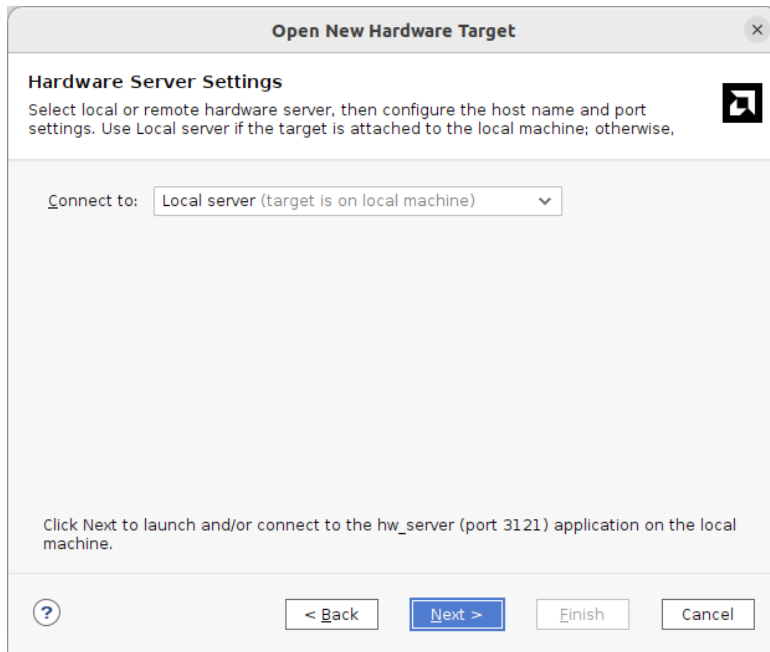 Open New Hardware Target
Hardware Server Settings
Select local or remote hardware server, then configure the host name and port
settings. Use Local server if the target is attached to the local machine; otherwise,
Connect to: Local server (target is on local machine)
Click Next to launch and/or connect to the hw_server (port 3121) application on the local
machine.
? < Back Next > Finish Cancel